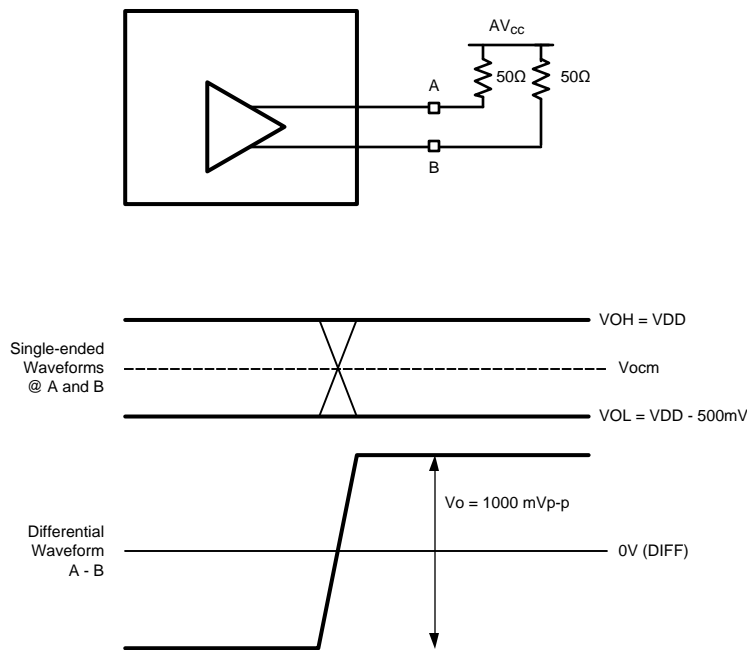 AVcc
A
50Ω
50Ω
B
VOH = VDD
Single-ended
Waveforms
@ A and B
Vocm
VOL = VDD - 500mV
Vo = 1000 mVp-p
Differential
Waveform
A - B
0V (DIFF)